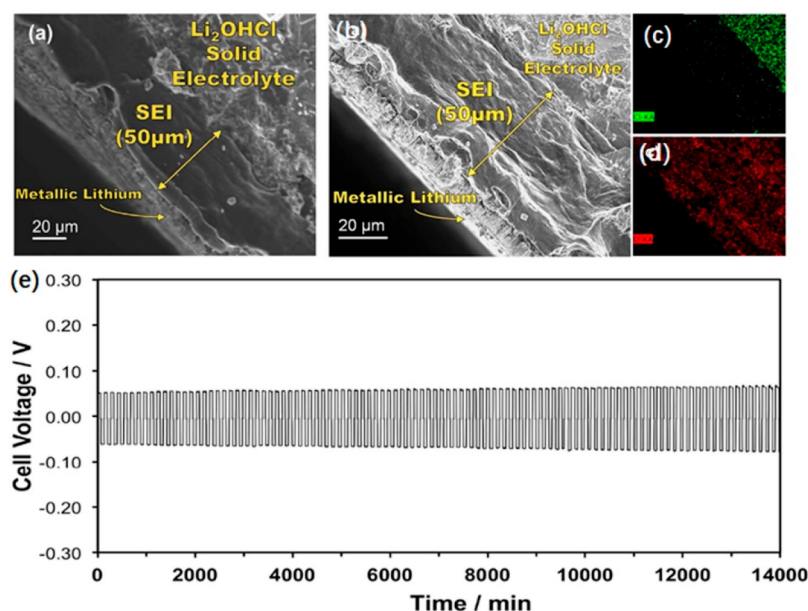 (a)
Li₂OHCl
Solid
Electrolyte
SEI
(50µm)
Metallic Lithium
20 µm
(b)
Li₂OHCl
Solid
Electrolyte
SEI
(50µm)
Metallic Lithium
20 µm
(c)
(d)
(e)
Cell Voltage / V
0.30
0.20
0.10
0.00
-0.10
-0.20
-0.30
0
2000
4000
6000
8000
10000
12000
14000
Time / min